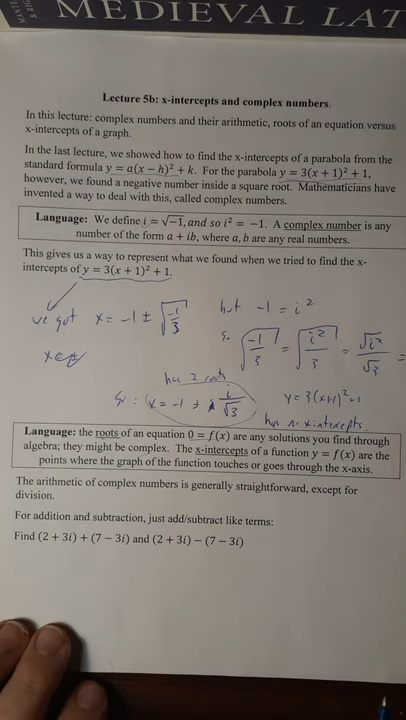 MEDIEVAL LAT
Lecture 5b: x-intercepts and complex numbers.
In this lecture: complex numbers and their arithmetic, roots of an equation versus
x-intercepts of a graph.
In the last lecture, we showed how to find the x-intercepts of a parabola from the
standard formula y = a(x − h)² + k. For the parabola y = 3(x + 1)² + 1,
however, we found a negative number inside a square root. Mathematicians have
invented a way to deal with this, called complex numbers.
Language: We define i = √−1, and so i² = −1. A complex number is any
number of the form a + ib, where a, b are any real numbers.
This gives us a way to represent what we found when we tried to find the x-
intercepts of y = 3(x + 1)² + 1.
we got x = −1 ± √(−1/3) but −1 = i²
So √(−1/3) = √(i²/3) = √i²/√3 =
has 2 roots
So: x = −1 ± i/√3 y = 3(x+1)²+1
has no x intercepts.
Language: the roots of an equation 0 = f(x) are any solutions you find through
algebra; they might be complex. The x-intercepts of a function y = f(x) are the
points where the graph of the function touches or goes through the x-axis.
The arithmetic of complex numbers is generally straightforward, except for
division.
For addition and subtraction, just add/subtract like terms:
Find (2 + 3i) + (7 − 3i) and (2 + 3i) − (7 − 3i)